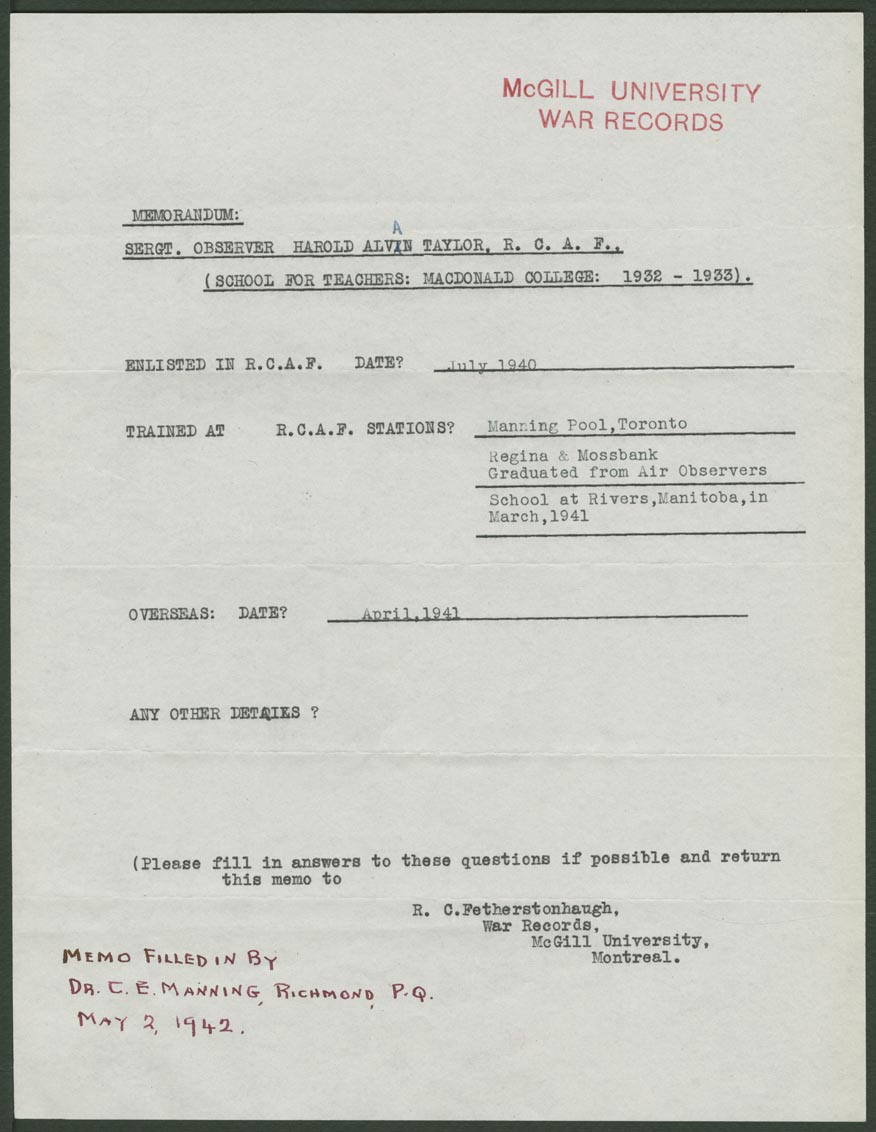 McGILL UNIVERSITY
WAR RECORDS
MEMORANDUM:
A
SERGT. OBSERVER HAROLD ALVIN TAYLOR, R. C. A. F.,
(SCHOOL FOR TEACHERS: MACDONALD COLLEGE: 1932 - 1933).
ENLISTED IN R.C.A.F. DATE? July 1940
TRAINED AT R.C.A.F. STATIONS? Manning Pool,Toronto
Regina & Mossbank
Graduated from Air Observers
School at Rivers,Manitoba,in
March,1941
OVERSEAS: DATE? April,1941
ANY OTHER DETAILS ?
(Please fill in answers to these questions if possible and return
this memo to
R. C.Fetherstonhaugh,
War Records,
McGill University,
Montreal.
MEMO FILLED IN BY
DR. C. E. MANNING, RICHMOND, P.Q.
MAY 2, 1942.